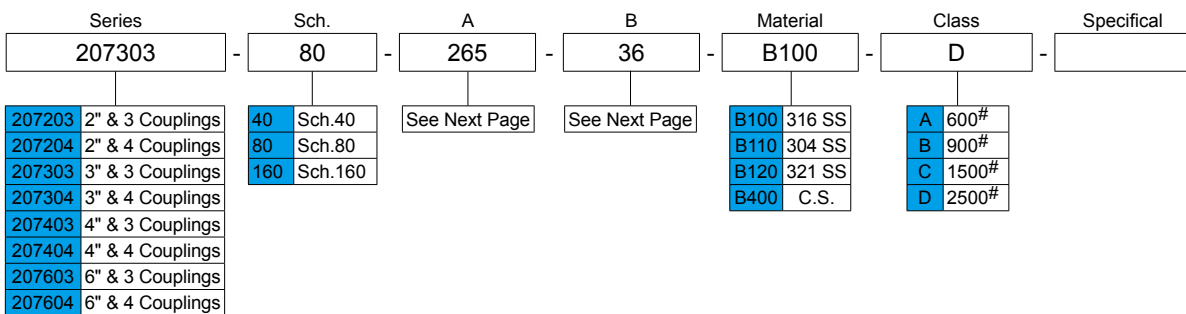 Series Sch. A B Material Class Specifical
207303 - 80 - 265 - 36 - B100 - D -
207203 2" & 3 Couplings 40 Sch.40 See Next Page See Next Page B100 316 SS A 600#
207204 2" & 4 Couplings 80 Sch.80 B110 304 SS B 900#
207303 3" & 3 Couplings 160 Sch.160 B120 321 SS C 1500#
207304 3" & 4 Couplings B400 C.S. D 2500#
207403 4" & 3 Couplings
207404 4" & 4 Couplings
207603 6" & 3 Couplings
207604 6" & 4 Couplings